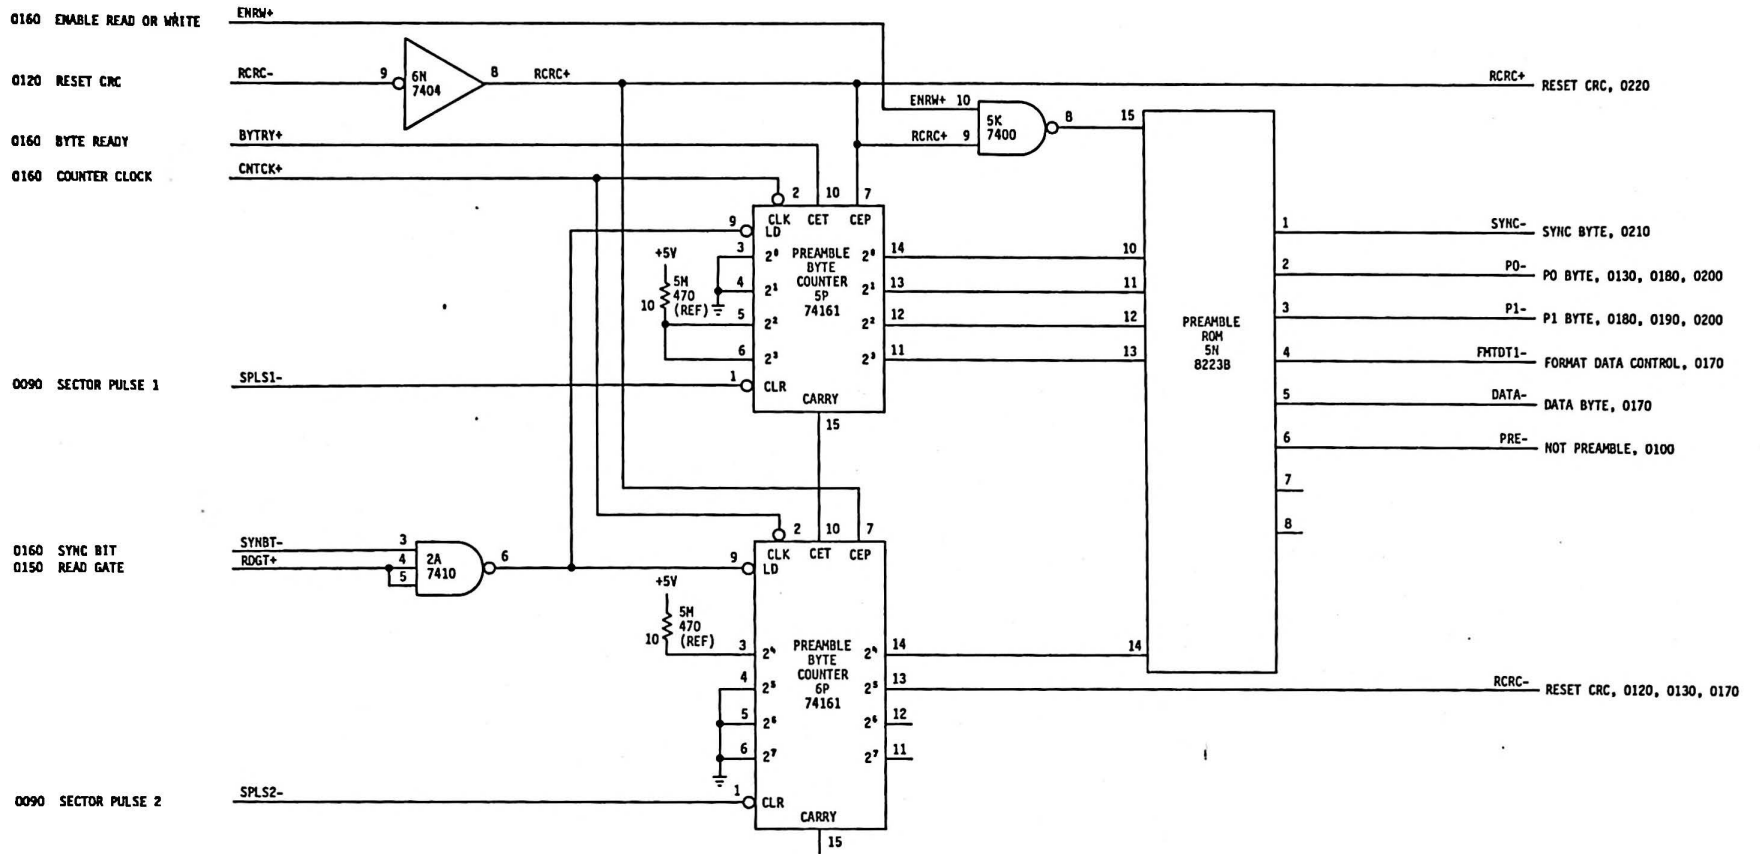 0160 ENABLE READ OR WRITE ENRW+
0120 RESET CRC RCRC- 9 6N 7404 8 RCRC+ RCRC+ RESET CRC, 0220
ENRW+ 10
RCRC+ 9
5K
7400
8
15
0160 BYTE READY BYTRY+
0160 COUNTER CLOCK CNTCK+
2 10 7
CLK CET CEP
9 LD
3 2⁰ 2⁰ 14 10
4 2¹ 2¹ 13 11
5 2² 2² 12 12
6 2³ 2³ 11 13
PREAMBLE
BYTE
COUNTER
5P
74161
+5V
5M
470
(REF)
10
0090 SECTOR PULSE 1 SPLS1- 1 CLR
CARRY
15
PREAMBLE
ROM
5N
8223B
1 SYNC- SYNC BYTE, 0210
2 P0- P0 BYTE, 0130, 0180, 0200
3 P1- P1 BYTE, 0180, 0190, 0200
4 FMTDT1- FORMAT DATA CONTROL, 0170
5 DATA- DATA BYTE, 0170
6 PRE- NOT PREAMBLE, 0100
7
8
2 10 7
CLK CET CEP
0160 SYNC BIT SYNBT- 3
0150 READ GATE RDGT+ 4
5
2A
7410
6
9 LD
+5V
5M
470
(REF)
10
3 2⁴ 2⁴ 14 14
4 2⁵ 2⁵ 13 RCRC- RESET CRC, 0120, 0130, 0170
5 2⁶ 2⁶ 12
6 2⁷ 2⁷ 11
PREAMBLE
BYTE
COUNTER
6P
74161
0090 SECTOR PULSE 2 SPLS2- 1 CLR
CARRY
15